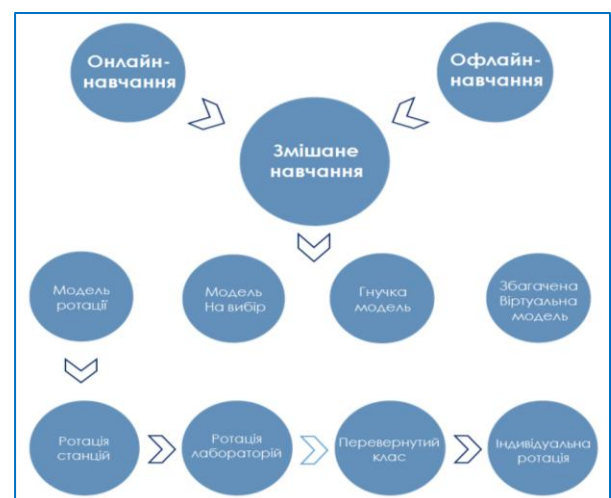 Онлайн-
навчання
Офлайн-
навчання
Змішане
навчання
Модель
ротації
Модель
На вибір
Гнучка
модель
Збагачена
Віртуальна
модель
Ротація
станцій
Ротація
лабораторій
Перевернутий
клас
Індивідуальна
ротація